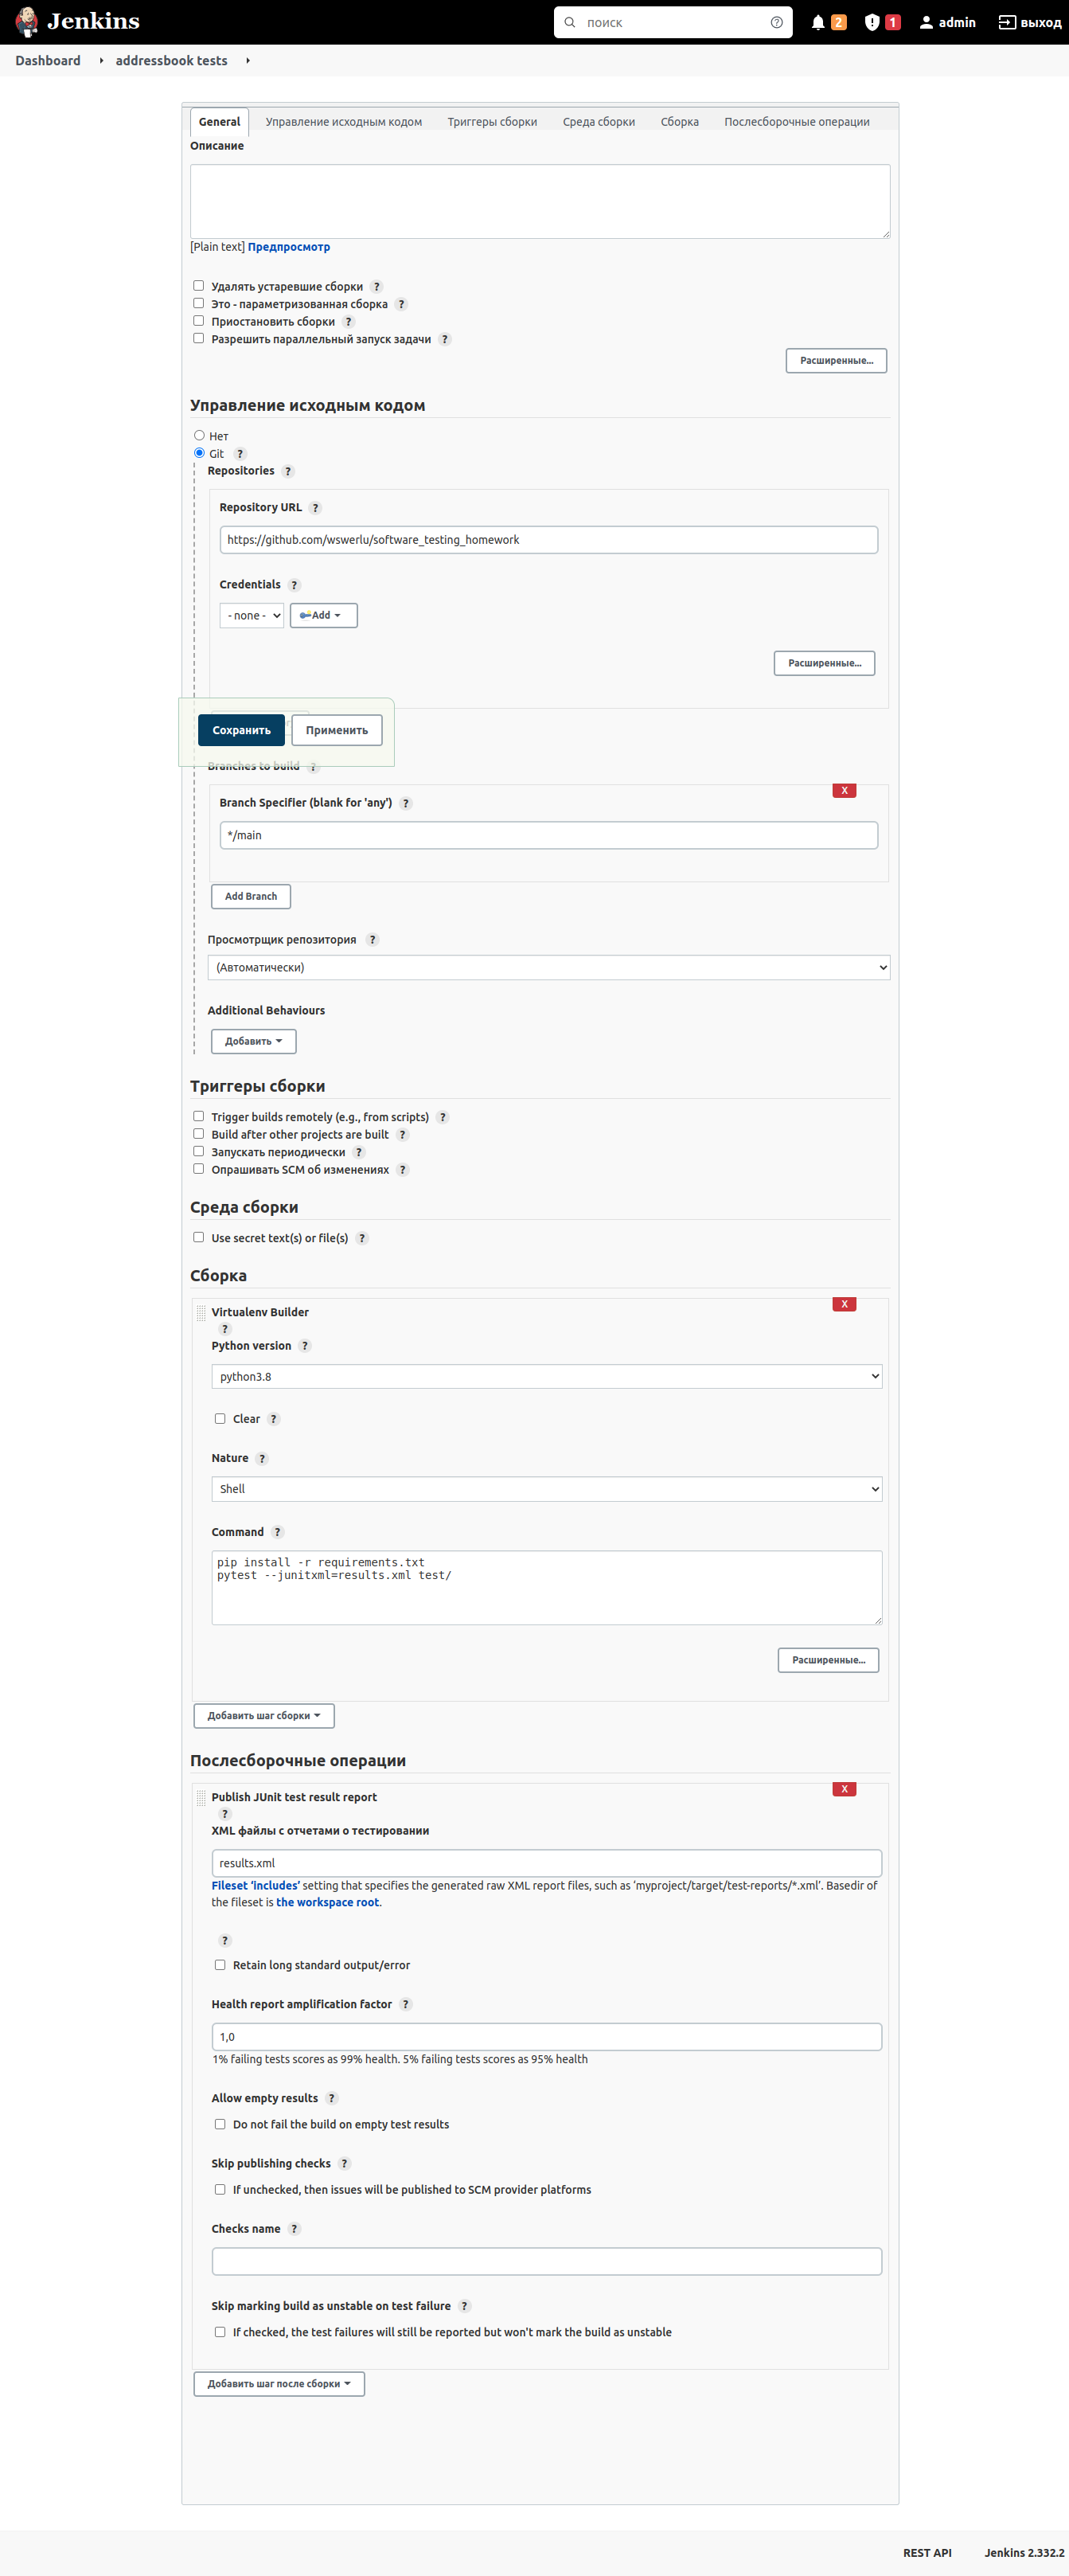 Jenkins
поиск
2
1
admin
выход
Dashboard
addressbook tests
General
Управление исходным кодом
Триггеры сборки
Среда сборки
Сборка
Послесборочные операции
Описание
[Plain text] Предпросмотр
Удалять устаревшие сборки ?
Это - параметризованная сборка ?
Приостановить сборки ?
Разрешить параллельный запуск задачи ?
Расширенные...
Управление исходным кодом
Нет
Git ?
Repositories ?
Repository URL ?
https://github.com/wswerlu/software_testing_homework
Credentials ?
- none -
Add
Расширенные...
Сохранить
Применить
Branches to build ?
X
Branch Specifier (blank for 'any') ?
*/main
Add Branch
Просмотрщик репозитория ?
(Автоматически)
Additional Behaviours
Добавить
Триггеры сборки
Trigger builds remotely (e.g., from scripts) ?
Build after other projects are built ?
Запускать периодически ?
Опрашивать SCM об изменениях ?
Среда сборки
Use secret text(s) or file(s) ?
Сборка
X
Virtualenv Builder
?
Python version ?
python3.8
Clear ?
Nature ?
Shell
Command ?
pip install -r requirements.txt
pytest --junitxml=results.xml test/
Расширенные...
Добавить шаг сборки
Послесборочные операции
X
Publish JUnit test result report
?
XML файлы с отчетами о тестировании
results.xml
Fileset ‘includes’ setting that specifies the generated raw XML report files, such as ‘myproject/target/test-reports/*.xml’. Basedir of
the fileset is the workspace root.
?
Retain long standard output/error
Health report amplification factor ?
1,0
1% failing tests scores as 99% health. 5% failing tests scores as 95% health
Allow empty results ?
Do not fail the build on empty test results
Skip publishing checks ?
If unchecked, then issues will be published to SCM provider platforms
Checks name ?
Skip marking build as unstable on test failure ?
If checked, the test failures will still be reported but won't mark the build as unstable
Добавить шаг после сборки
REST API
Jenkins 2.332.2